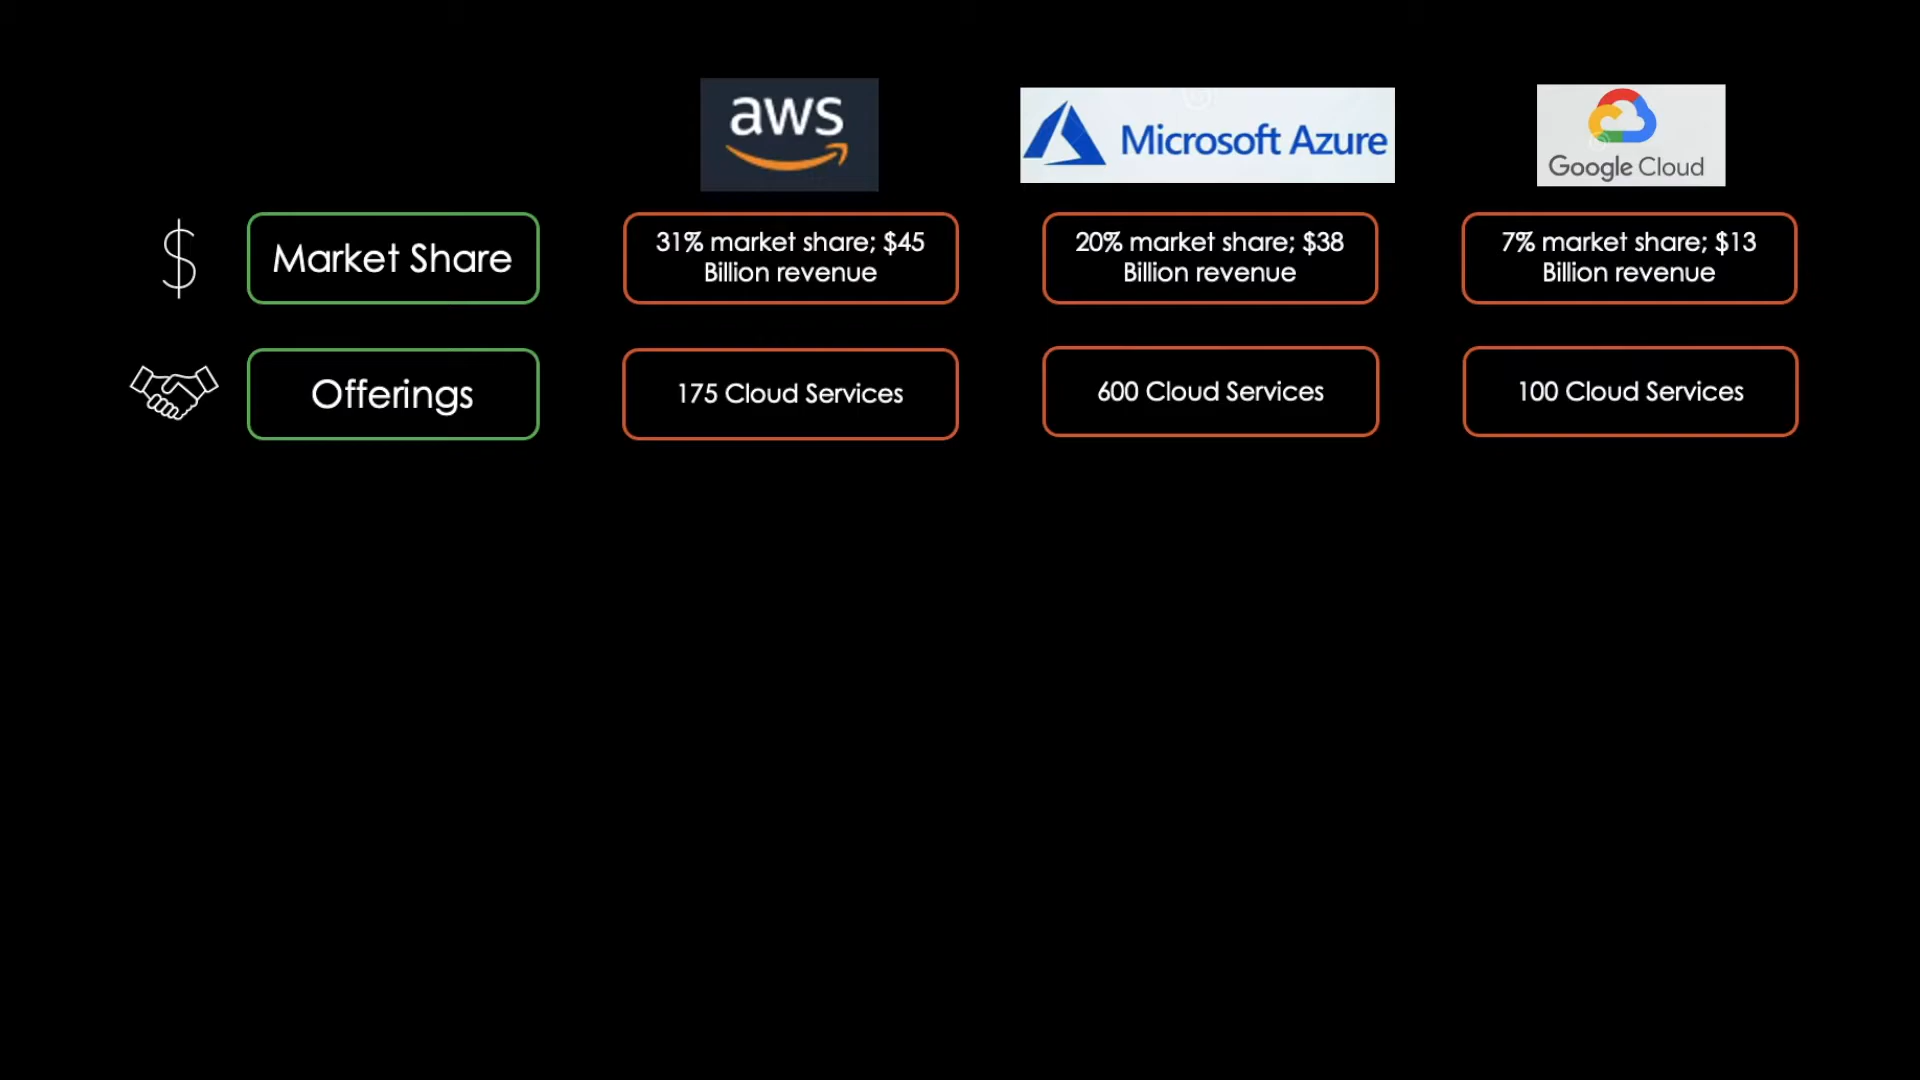 aws
Microsoft Azure
Google Cloud
$
Market Share
31% market share; $45
Billion revenue
20% market share; $38
Billion revenue
7% market share; $13
Billion revenue
Offerings
175 Cloud Services
600 Cloud Services
100 Cloud Services